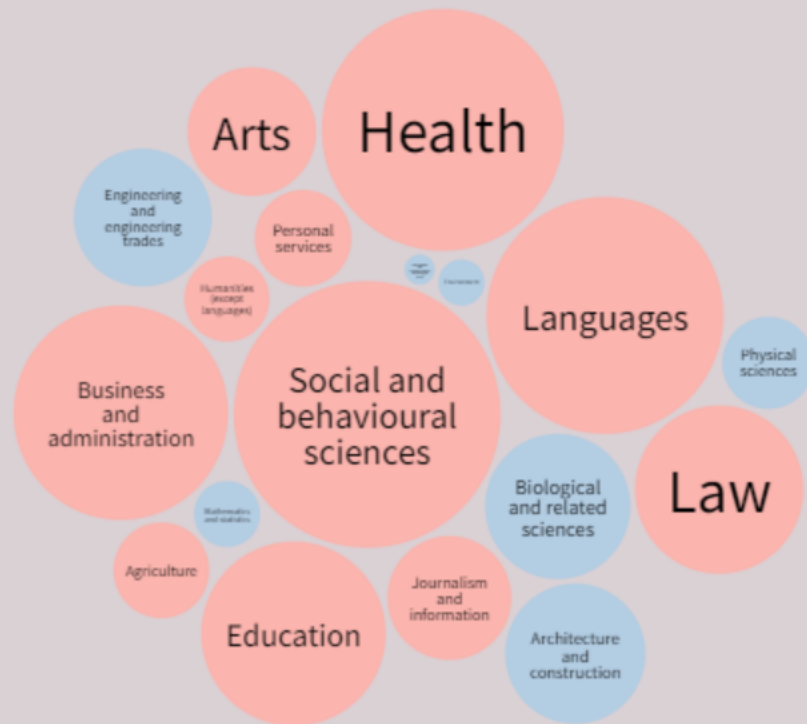 Health
Arts
Engineering
and
engineering
trades
Personal
services
Humanities
(except
languages)
Languages
Physical
sciences
Business
and
administration
Social and
behavioural
sciences
Law
Biological
and related
sciences
Mathematics
and statistics
Agriculture
Journalism
and
information
Education
Architecture
and
construction